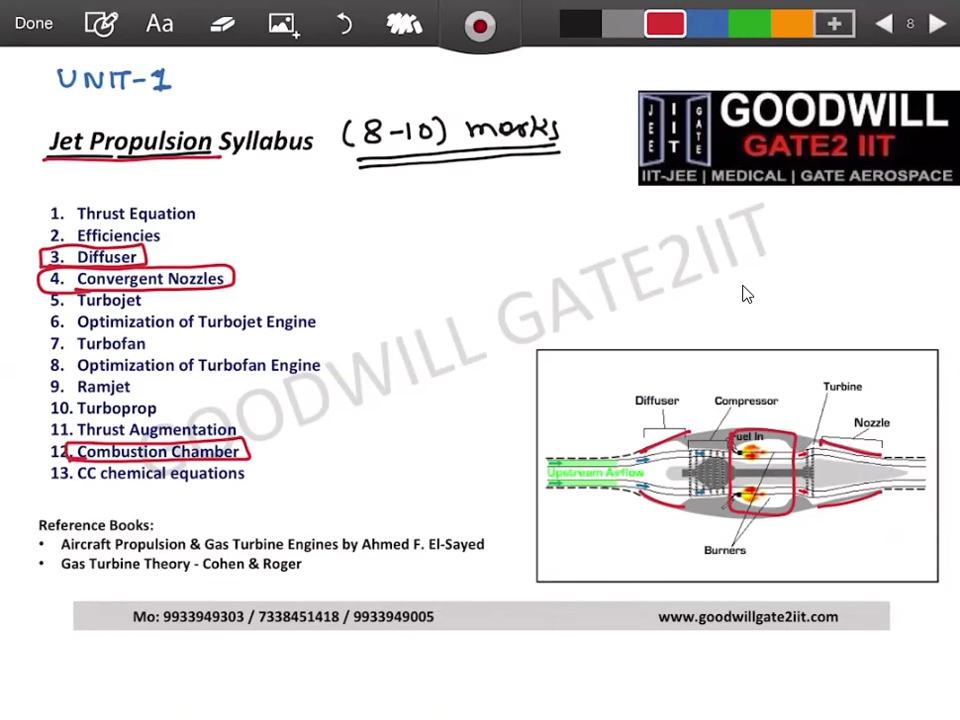 Done Aa 8
UNIT-1
Jet Propulsion Syllabus (8-10) marks
JEE IIT GATE
GOODWILL
GATE2 IIT
IIT-JEE | MEDICAL | GATE AEROSPACE
1. Thrust Equation
2. Efficiencies
3. Diffuser
4. Convergent Nozzles
5. Turbojet
6. Optimization of Turbojet Engine
7. Turbofan
8. Optimization of Turbofan Engine
9. Ramjet
10. Turboprop
11. Thrust Augmentation
12. Combustion Chamber
13. CC chemical equations
GOODWILL GATE2IIT
Turbine
Diffuser
Compressor
Nozzle
Fuel In
Upstream Airflow
Burners
Reference Books:
• Aircraft Propulsion & Gas Turbine Engines by Ahmed F. El-Sayed
• Gas Turbine Theory - Cohen & Roger
Mo: 9933949303 / 7338451418 / 9933949005 www.goodwillgate2iit.com